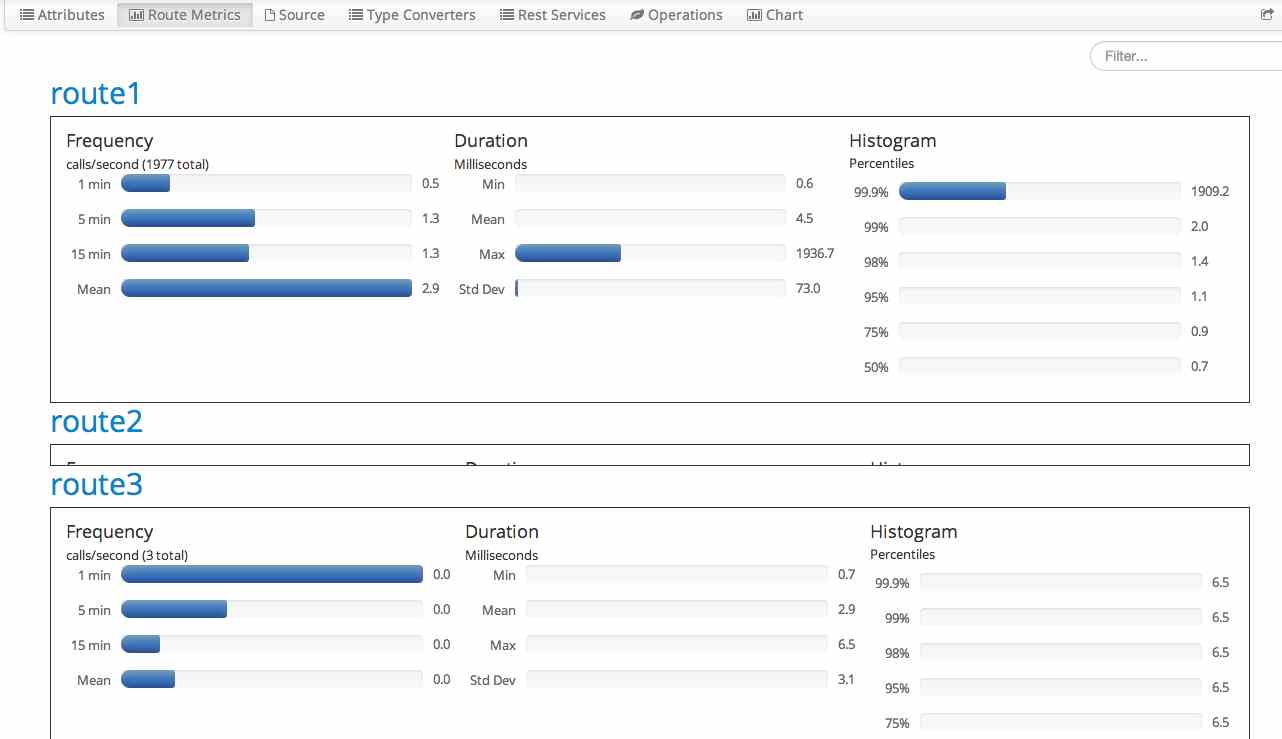 Attributes Route Metrics Source Type Converters Rest Services Operations Chart
Filter...
route1
Frequency
calls/second (1977 total)
1 min 0.5
5 min 1.3
15 min 1.3
Mean 2.9
Duration
Milliseconds
Min 0.6
Mean 4.5
Max 1936.7
Std Dev 73.0
Histogram
Percentiles
99.9% 1909.2
99% 2.0
98% 1.4
95% 1.1
75% 0.9
50% 0.7
route2
route3
Frequency
calls/second (3 total)
1 min 0.0
5 min 0.0
15 min 0.0
Mean 0.0
Duration
Milliseconds
Min 0.7
Mean 2.9
Max 6.5
Std Dev 3.1
Histogram
Percentiles
99.9% 6.5
99% 6.5
98% 6.5
95% 6.5
75% 6.5